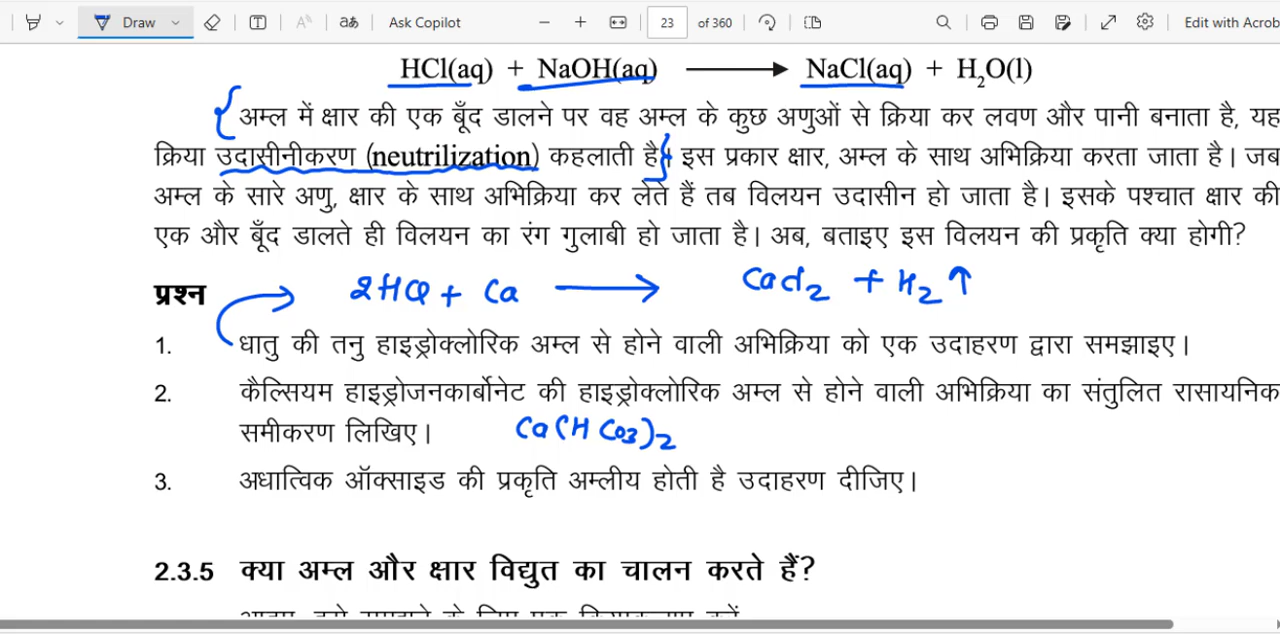 Draw aあ Ask Copilot − + 23 of 360 Edit with Acrob
HCl(aq) + NaOH(aq) ⟶ NaCl(aq) + H₂O(l)
अम्ल में क्षार की एक बूँद डालने पर वह अम्ल के कुछ अणुओं से क्रिया कर लवण और पानी बनाता है, यह
क्रिया उदासीनीकरण (neutrilization) कहलाती है। इस प्रकार क्षार, अम्ल के साथ अभिक्रिया करता जाता है। जब
अम्ल के सारे अणु, क्षार के साथ अभिक्रिया कर लेते हैं तब विलयन उदासीन हो जाता है। इसके पश्चात क्षार की
एक और बूँद डालते ही विलयन का रंग गुलाबी हो जाता है। अब, बताइए इस विलयन की प्रकृति क्या होगी?
प्रश्न
2HCl + Ca ⟶ CaCl₂ + H₂↑
1. धातु की तनु हाइड्रोक्लोरिक अम्ल से होने वाली अभिक्रिया को एक उदाहरण द्वारा समझाइए।
2. कैल्सियम हाइड्रोजनकार्बोनेट की हाइड्रोक्लोरिक अम्ल से होने वाली अभिक्रिया का संतुलित रासायनिक
समीकरण लिखिए। Ca(HCO₃)₂
3. अधात्विक ऑक्साइड की प्रकृति अम्लीय होती है उदाहरण दीजिए।
2.3.5 क्या अम्ल और क्षार विद्युत का चालन करते हैं?